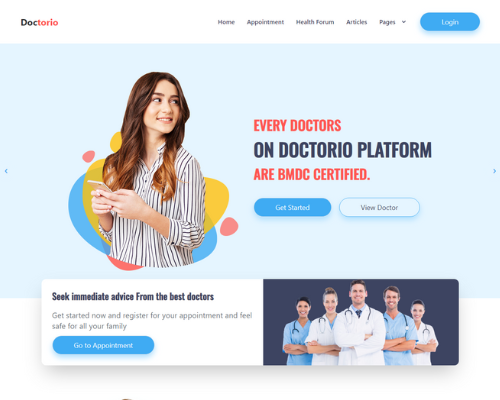 Doctorio
Home Appointment Health Forum Articles Pages Login
EVERY DOCTORS
ON DOCTORIO PLATFORM
ARE BMDC CERTIFIED.
Get Started View Doctor
Seek immediate advice From the best doctors
Get started now and register for your appointment and feel
safe for all your family
Go to Appointment